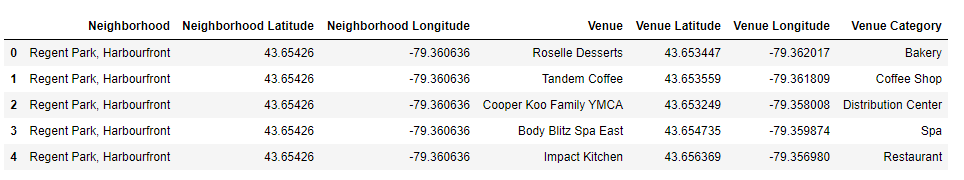 Neighborhood Neighborhood Latitude Neighborhood Longitude Venue Venue Latitude Venue Longitude Venue Category
0 Regent Park, Harbourfront 43.65426 -79.360636 Roselle Desserts 43.653447 -79.362017 Bakery
1 Regent Park, Harbourfront 43.65426 -79.360636 Tandem Coffee 43.653559 -79.361809 Coffee Shop
2 Regent Park, Harbourfront 43.65426 -79.360636 Cooper Koo Family YMCA 43.653249 -79.358008 Distribution Center
3 Regent Park, Harbourfront 43.65426 -79.360636 Body Blitz Spa East 43.654735 -79.359874 Spa
4 Regent Park, Harbourfront 43.65426 -79.360636 Impact Kitchen 43.656369 -79.356980 Restaurant